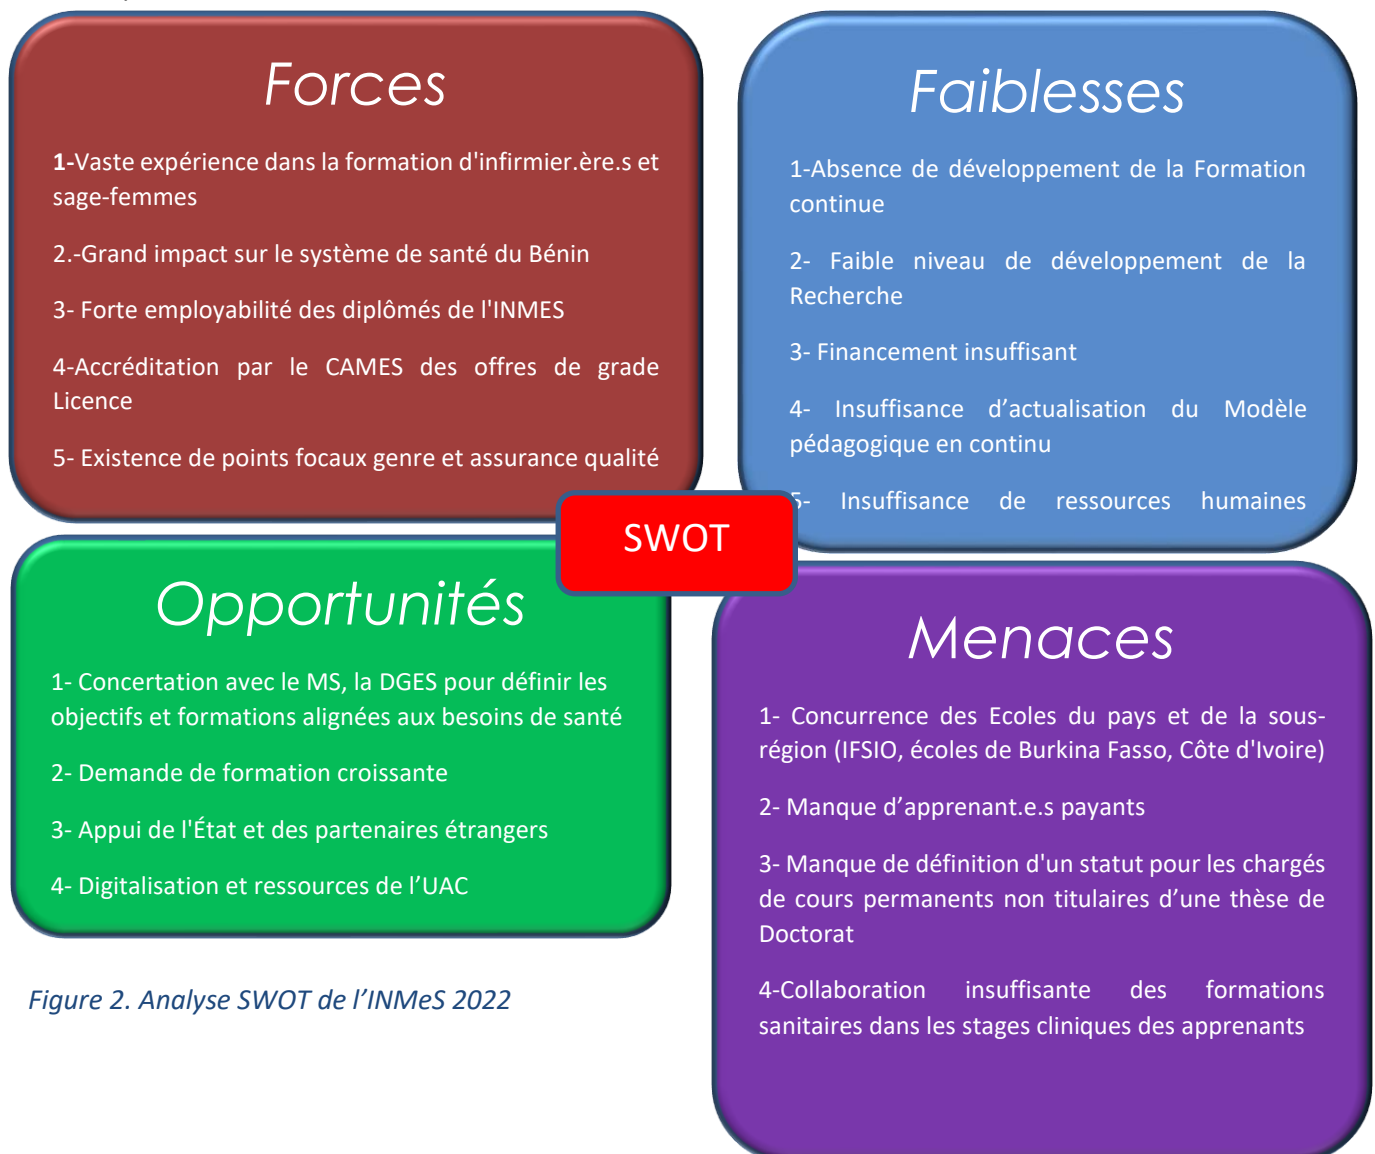 Forces
1-Vaste expérience dans la formation d'infirmier.ère.s et
sage-femmes
2.-Grand impact sur le système de santé du Bénin
3- Forte employabilité des diplômés de l'INMES
4-Accréditation par le CAMES des offres de grade
Licence
5- Existence de points focaux genre et assurance qualité
Faiblesses
1-Absence de développement de la Formation
continue
2- Faible niveau de développement de la
Recherche
3- Financement insuffisant
4- Insuffisance d’actualisation du Modèle
pédagogique en continu
5- Insuffisance de ressources humaines
SWOT
Opportunités
1- Concertation avec le MS, la DGES pour définir les
objectifs et formations alignées aux besoins de santé
2- Demande de formation croissante
3- Appui de l'État et des partenaires étrangers
4- Digitalisation et ressources de l’UAC
Menaces
1- Concurrence des Ecoles du pays et de la sous-
région (IFSIO, écoles de Burkina Fasso, Côte d'Ivoire)
2- Manque d’apprenant.e.s payants
3- Manque de définition d'un statut pour les chargés
de cours permanents non titulaires d’une thèse de
Doctorat
4-Collaboration insuffisante des formations
sanitaires dans les stages cliniques des apprenants
Figure 2. Analyse SWOT de l’INMeS 2022